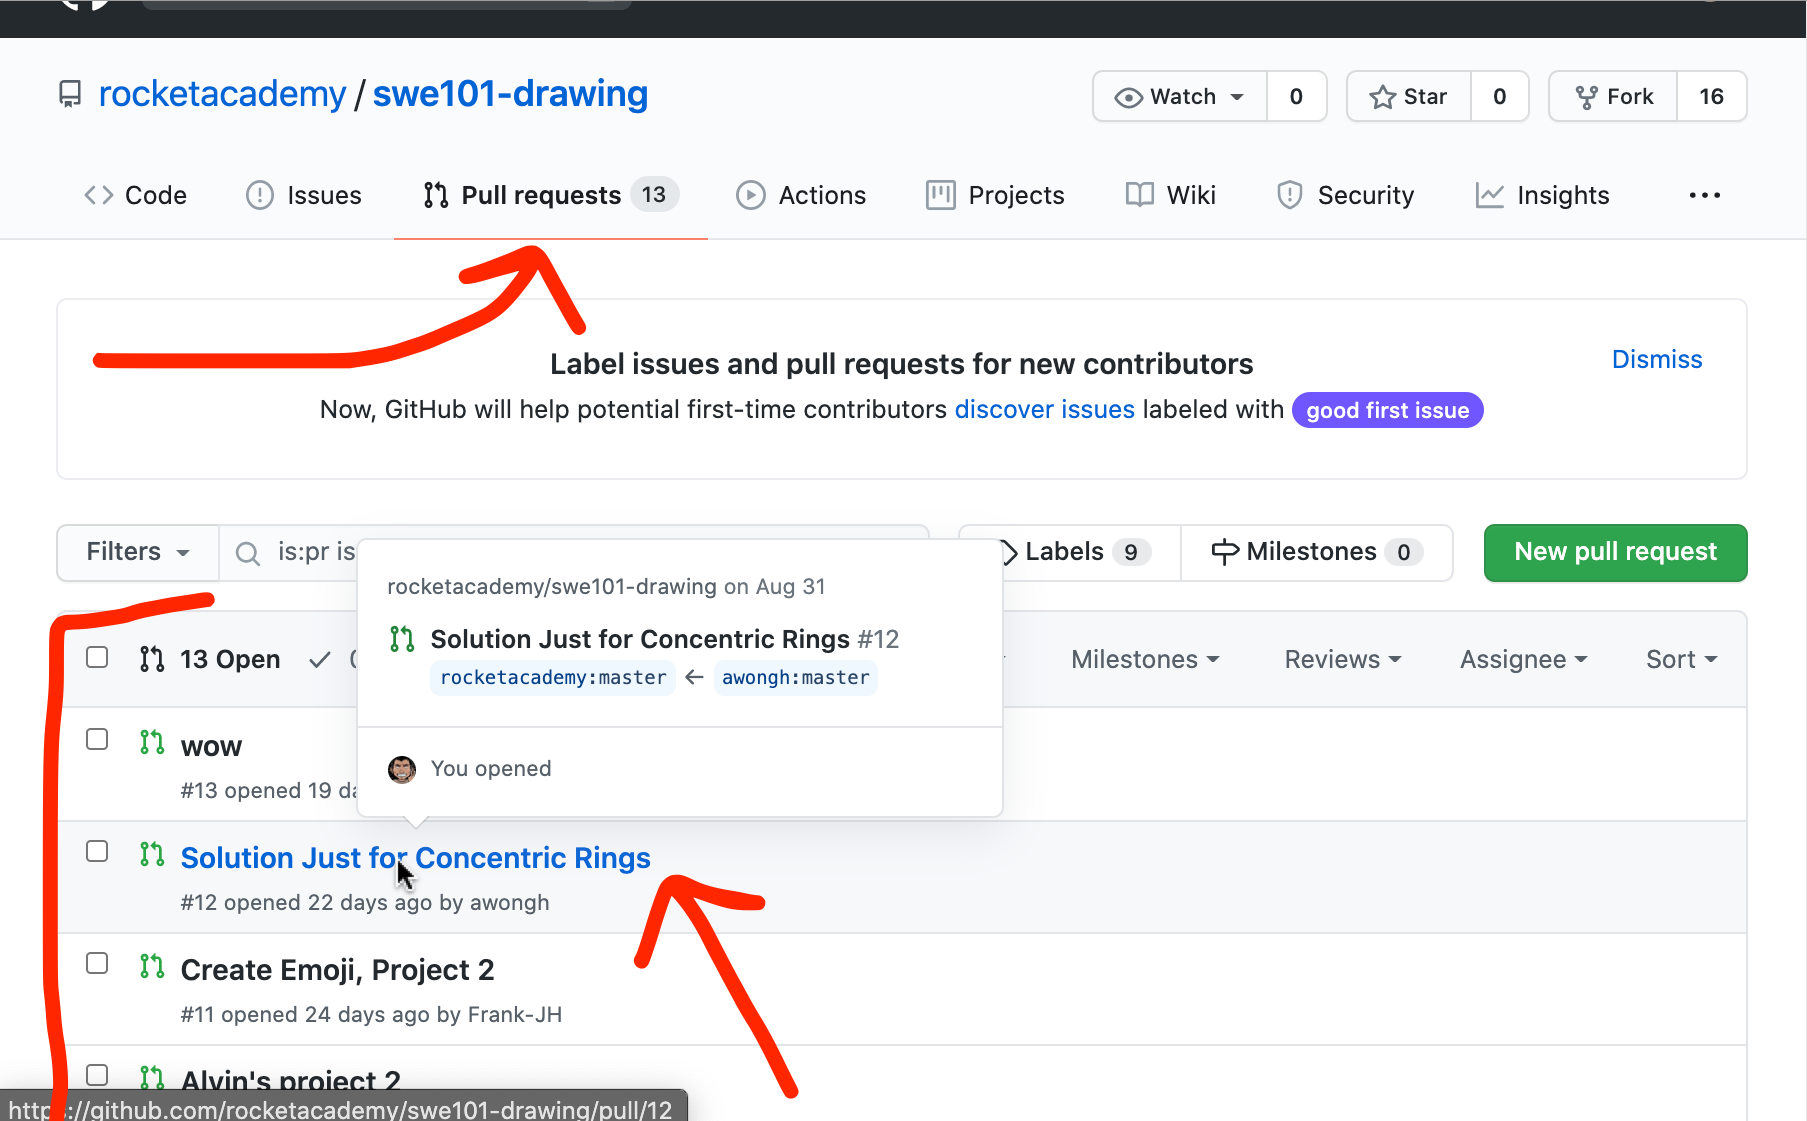 rocketacademy / swe101-drawing
Watch 0 Star 0 Fork 16
Code Issues Pull requests 13 Actions Projects Wiki Security Insights ...
Label issues and pull requests for new contributors
Dismiss
Now, GitHub will help potential first-time contributors discover issues labeled with good first issue
Filters is:pr is Labels 9 Milestones 0 New pull request
rocketacademy/swe101-drawing on Aug 31
Solution Just for Concentric Rings #12
rocketacademy:master ← awongh:master
You opened
13 Open Milestones Reviews Assignee Sort
wow
#13 opened 19
Solution Just for Concentric Rings
#12 opened 22 days ago by awongh
Create Emoji, Project 2
#11 opened 24 days ago by Frank-JH
Alvin's project 2
https://github.com/rocketacademy/swe101-drawing/pull/12